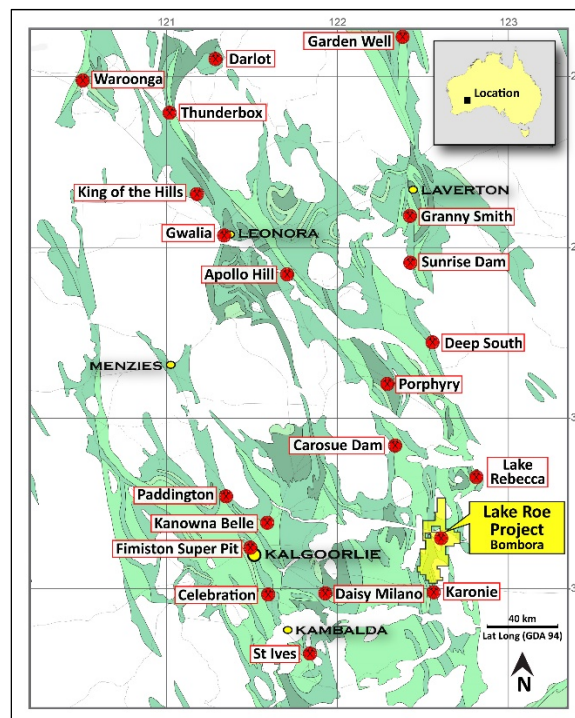 121
122
123
Garden Well
Darlot
Waroonga
Location
Thunderbox
King of the Hills
LAVERTON
Granny Smith
Gwalia
LEONORA
Sunrise Dam
Apollo Hill
Deep South
MENZIES
Porphyry
Carosue Dam
Lake
Rebecca
Paddington
Lake Roe
Project
Bombora
Kanowna Belle
Fimiston Super Pit
KALGOORLIE
Celebration
Daisy Milano
Karonie
40 km
Lat Long (GDA 94)
KAMBALDA
St Ives
N